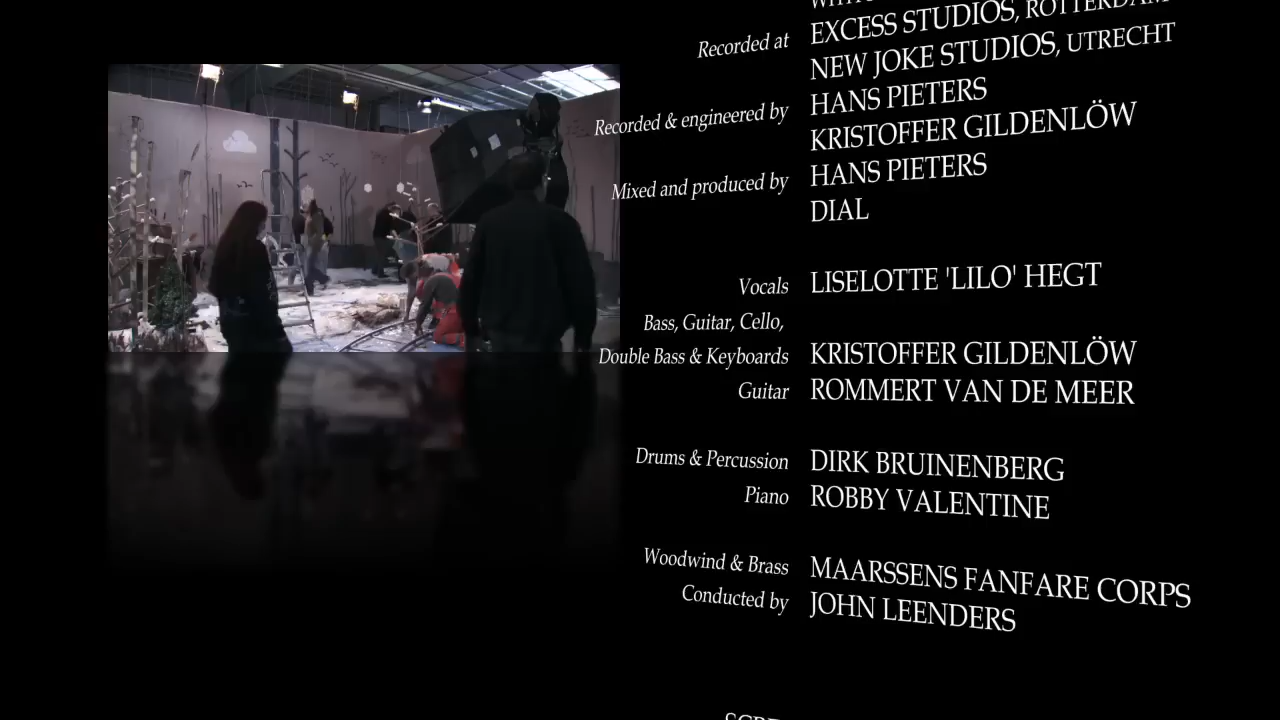 Recorded at EXCESS STUDIOS, ROTTERDAM
NEW JOKE STUDIOS, UTRECHT
Recorded & engineered by HANS PIETERS
KRISTOFFER GILDENLÖW
Mixed and produced by HANS PIETERS
DIAL
Vocals LISELOTTE 'LILO' HEGT
Bass, Guitar, Cello,
Double Bass & Keyboards KRISTOFFER GILDENLÖW
Guitar ROMMERT VAN DE MEER
Drums & Percussion DIRK BRUINENBERG
Piano ROBBY VALENTINE
Woodwind & Brass MAARSSENS FANFARE CORPS
Conducted by JOHN LEENDERS